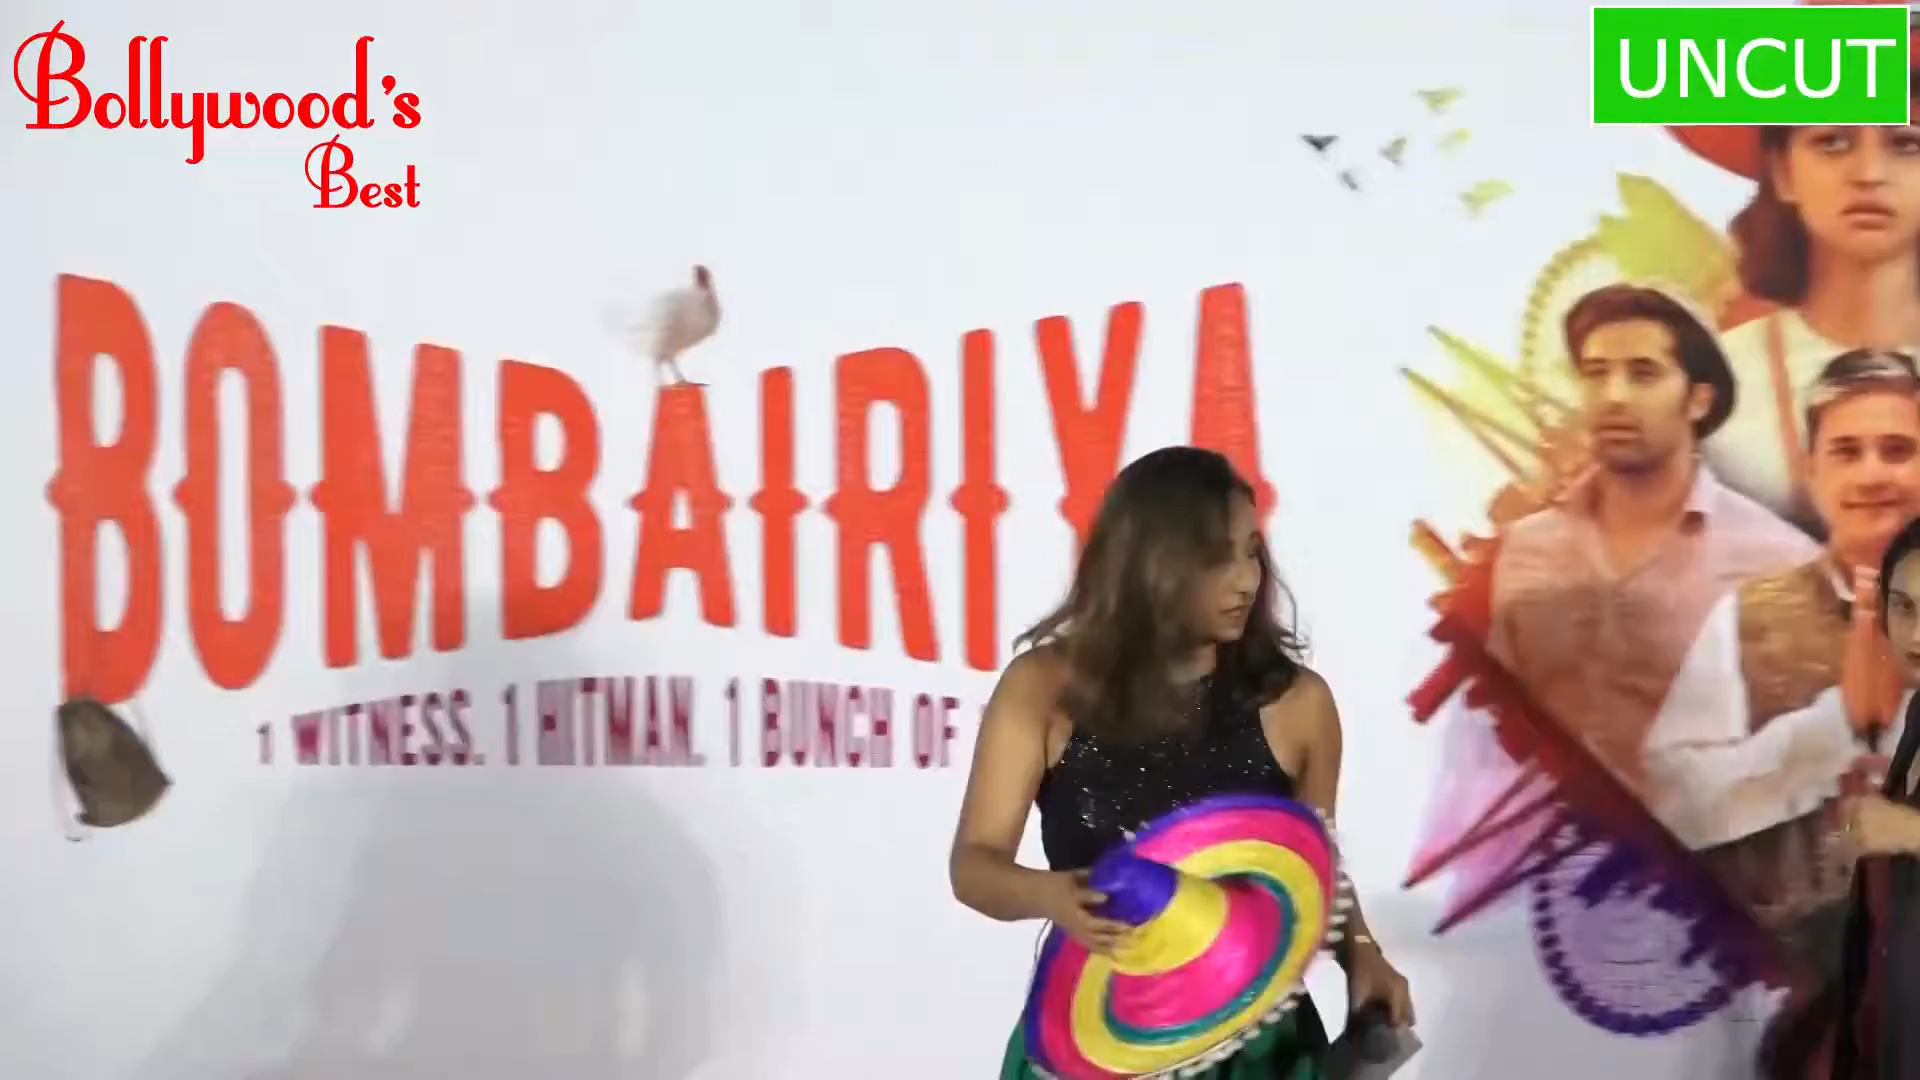 Bollywood's
Best
UNCUT
BOMBAIRIYA
1 WITNESS. 1 HITMAN. 1 BUNCH OF